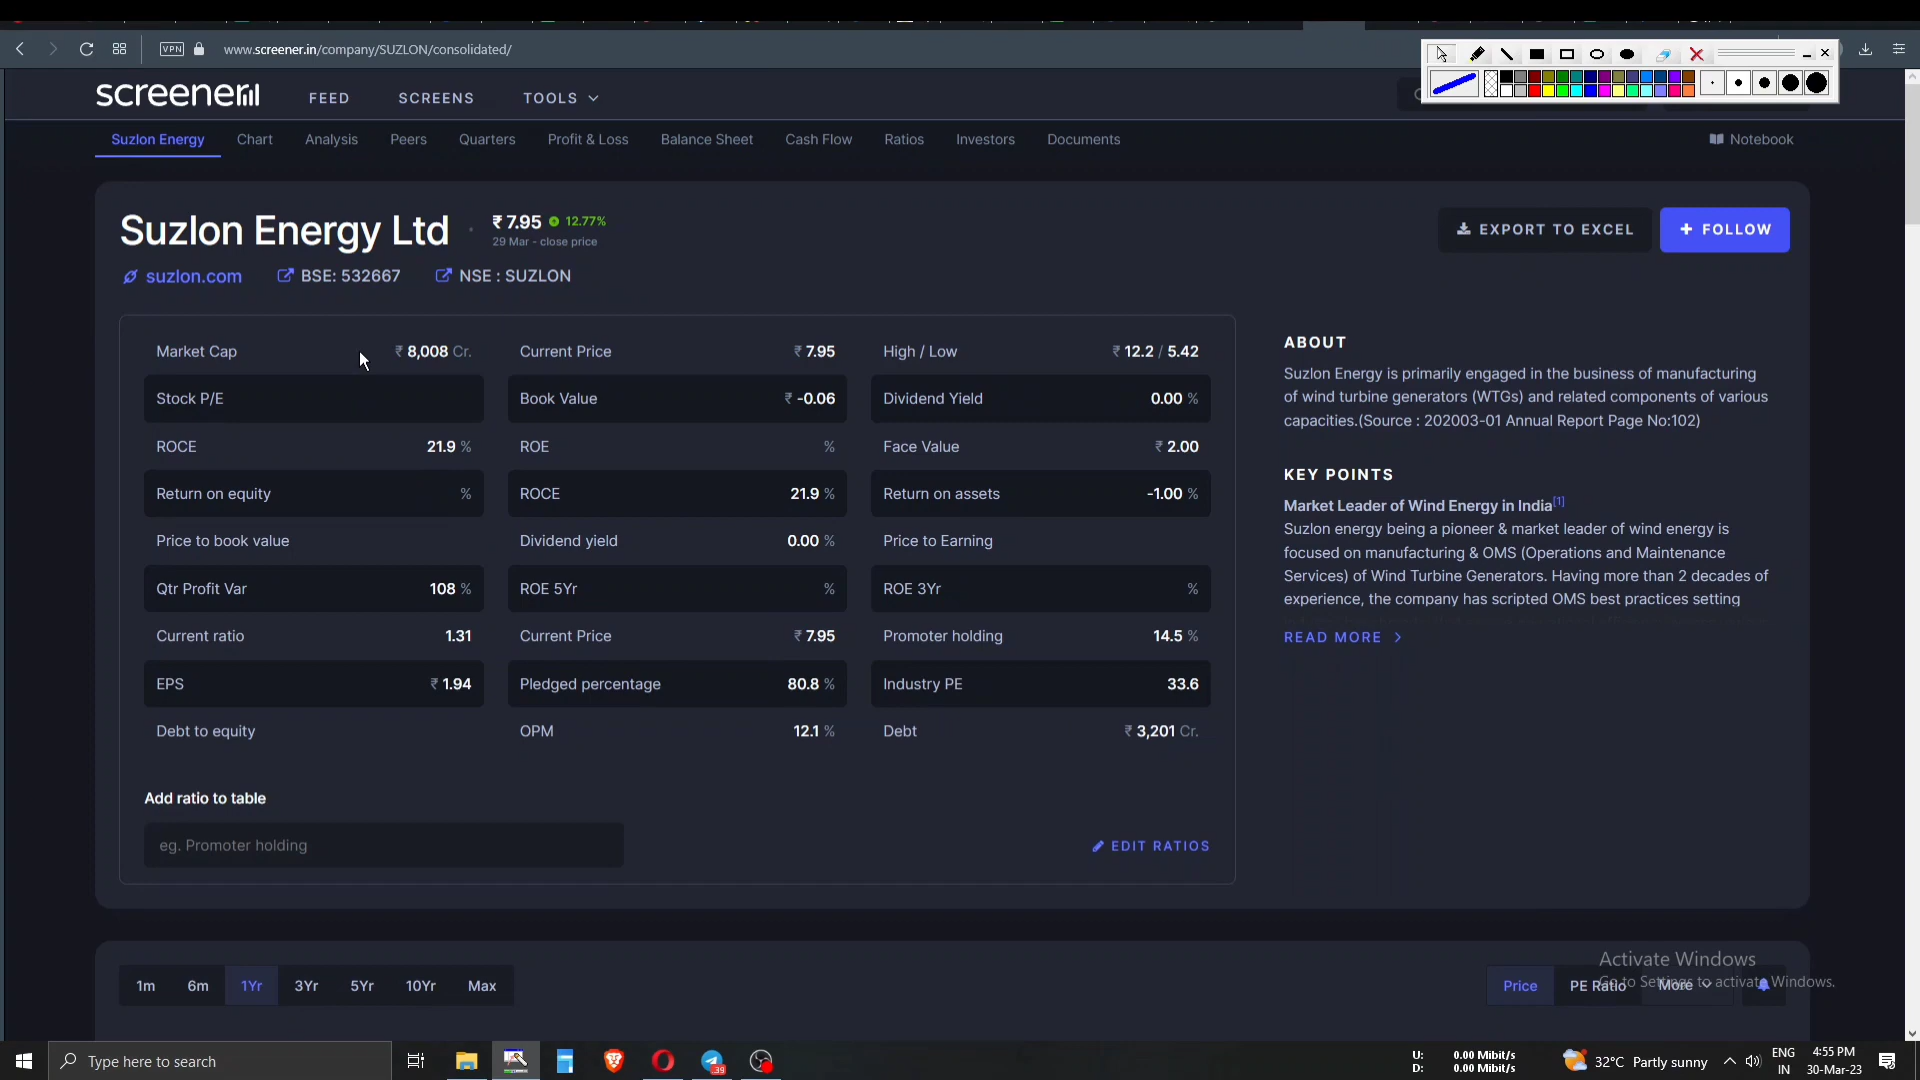 VPN www.screener.in/company/SUZLON/consolidated/
screener FEED SCREENS TOOLS
Suzlon Energy Chart Analysis Peers Quarters Profit & Loss Balance Sheet Cash Flow Ratios Investors Documents Notebook
Suzlon Energy Ltd ₹ 7.95 12.77%
29 Mar - close price
EXPORT TO EXCEL + FOLLOW
suzlon.com BSE: 532667 NSE : SUZLON
Market Cap ₹ 8,008 Cr. Current Price ₹ 7.95 High / Low ₹ 12.2 / 5.42
Stock P/E Book Value ₹ -0.06 Dividend Yield 0.00 %
ROCE 21.9 % ROE % Face Value ₹ 2.00
Return on equity % ROCE 21.9 % Return on assets -1.00 %
Price to book value Dividend yield 0.00 % Price to Earning
Qtr Profit Var 108 % ROE 5Yr % ROE 3Yr %
Current ratio 1.31 Current Price ₹ 7.95 Promoter holding 14.5 %
EPS ₹ 1.94 Pledged percentage 80.8 % Industry PE 33.6
Debt to equity OPM 12.1 % Debt ₹ 3,201 Cr.
Add ratio to table
eg. Promoter holding
EDIT RATIOS
ABOUT
Suzlon Energy is primarily engaged in the business of manufacturing
of wind turbine generators (WTGs) and related components of various
capacities.(Source : 202003-01 Annual Report Page No:102)
KEY POINTS
Market Leader of Wind Energy in India[1]
Suzlon energy being a pioneer & market leader of wind energy is
focused on manufacturing & OMS (Operations and Maintenance
Services) of Wind Turbine Generators. Having more than 2 decades of
experience, the company has scripted OMS best practices setting
READ MORE
1m 6m 1Yr 3Yr 5Yr 10Yr Max
Price PE Ratio More
Activate Windows
Go to Settings to activate Windows.
Type here to search
39
U: 0.00 Mibit/s
D: 0.00 Mibit/s
32°C Partly sunny
ENG
IN
4:55 PM
30-Mar-23